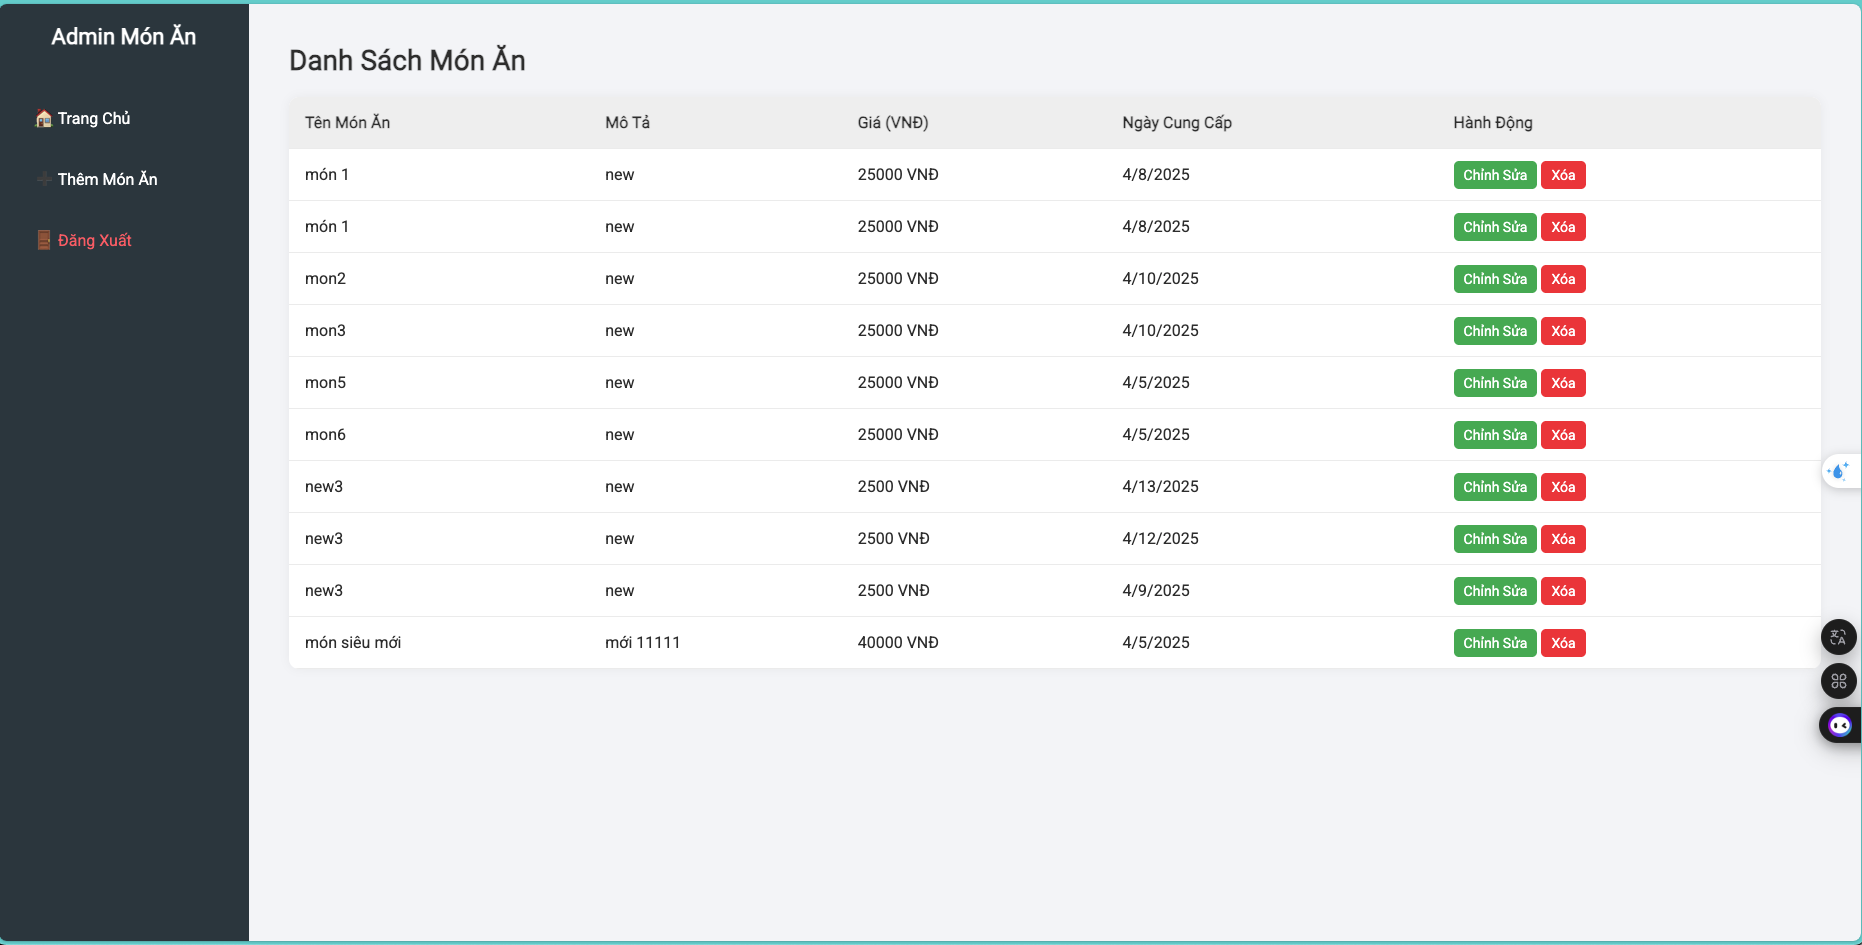 Admin Món Ăn
Trang Chủ
Thêm Món Ăn
Đăng Xuất
Danh Sách Món Ăn
Tên Món Ăn Mô Tả Giá (VNĐ) Ngày Cung Cấp Hành Động
món 1 new 25000 VNĐ 4/8/2025 Chỉnh Sửa Xóa
món 1 new 25000 VNĐ 4/8/2025 Chỉnh Sửa Xóa
mon2 new 25000 VNĐ 4/10/2025 Chỉnh Sửa Xóa
mon3 new 25000 VNĐ 4/10/2025 Chỉnh Sửa Xóa
mon5 new 25000 VNĐ 4/5/2025 Chỉnh Sửa Xóa
mon6 new 25000 VNĐ 4/5/2025 Chỉnh Sửa Xóa
new3 new 2500 VNĐ 4/13/2025 Chỉnh Sửa Xóa
new3 new 2500 VNĐ 4/12/2025 Chỉnh Sửa Xóa
new3 new 2500 VNĐ 4/9/2025 Chỉnh Sửa Xóa
món siêu mới mới 11111 40000 VNĐ 4/5/2025 Chỉnh Sửa Xóa